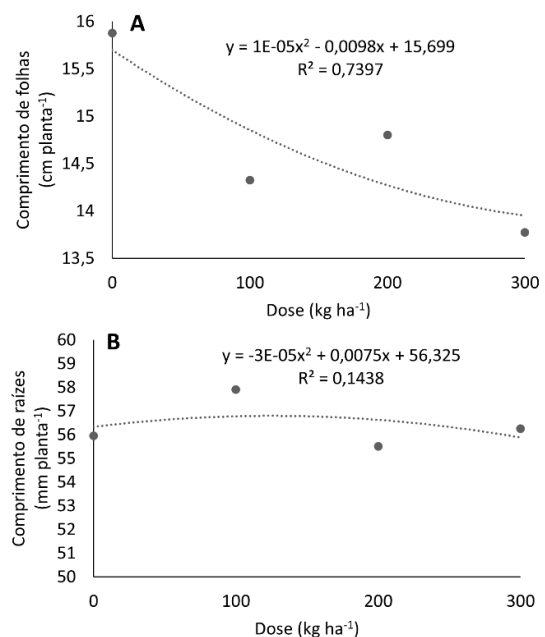 A
y = 1E-05x² - 0,0098x + 15,699
R² = 0,7397
Comprimento de folhas
(cm planta⁻¹)
16
15,5
15
14,5
14
13,5
0
100
200
300
Dose (kg ha⁻¹)
B
y = -3E-05x² + 0,0075x + 56,325
R² = 0,1438
Comprimento de raízes
(mm planta⁻¹)
60
59
58
57
56
55
54
53
52
51
50
0
100
200
300
Dose (kg ha⁻¹)